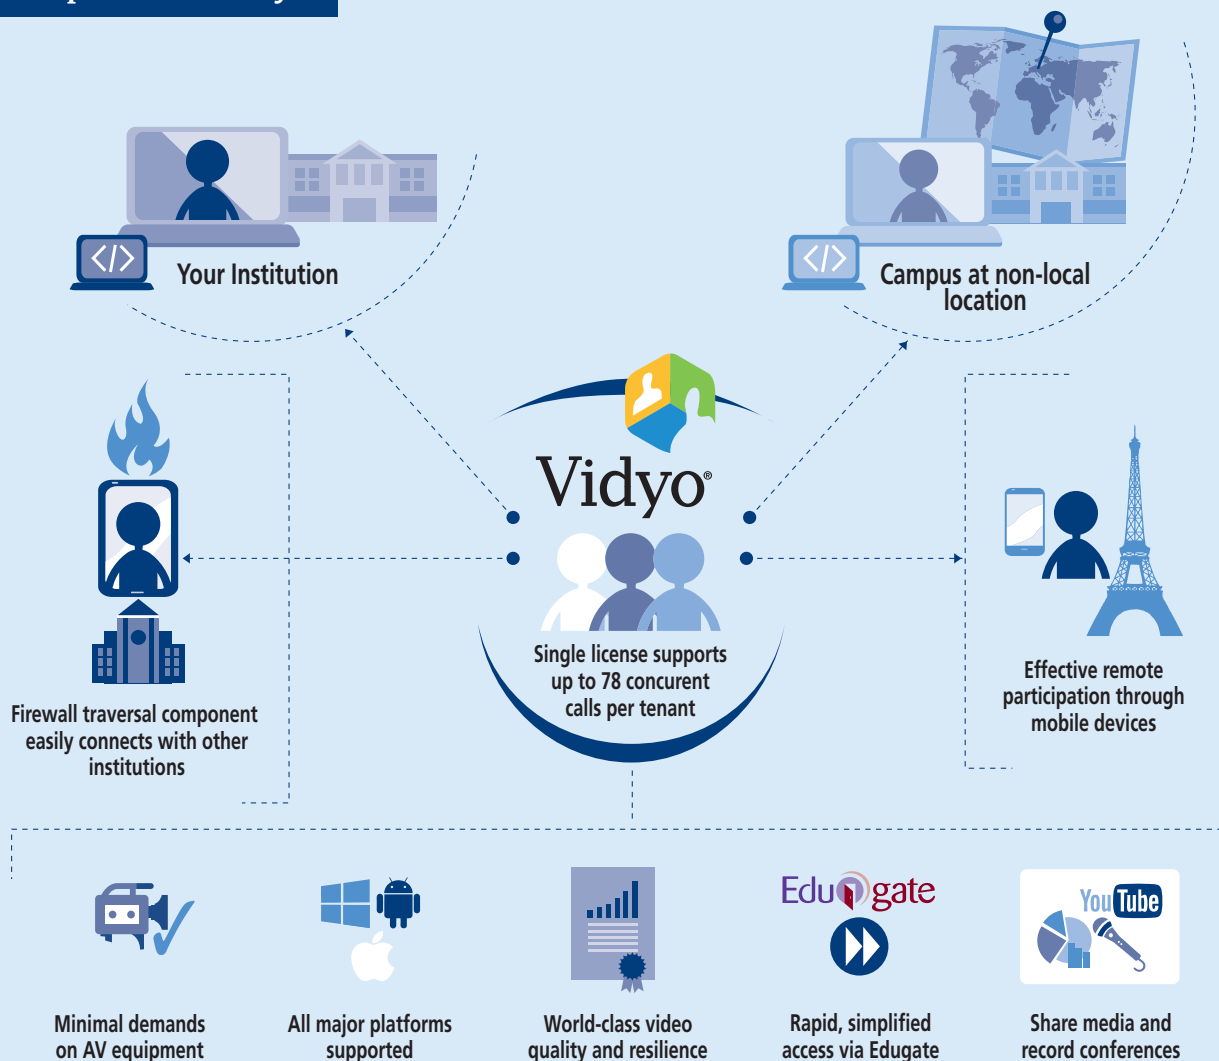 </>
Your Institution
</>
Campus at non-local
location
Vidyo®
Single license supports
up to 78 concurent
calls per tenant
Firewall traversal component
easily connects with other
institutions
Effective remote
participation through
mobile devices
Minimal demands
on AV equipment
All major platforms
supported
World-class video
quality and resilience
Edugate
Rapid, simplified
access via Edugate
YouTube
Share media and
record conferences